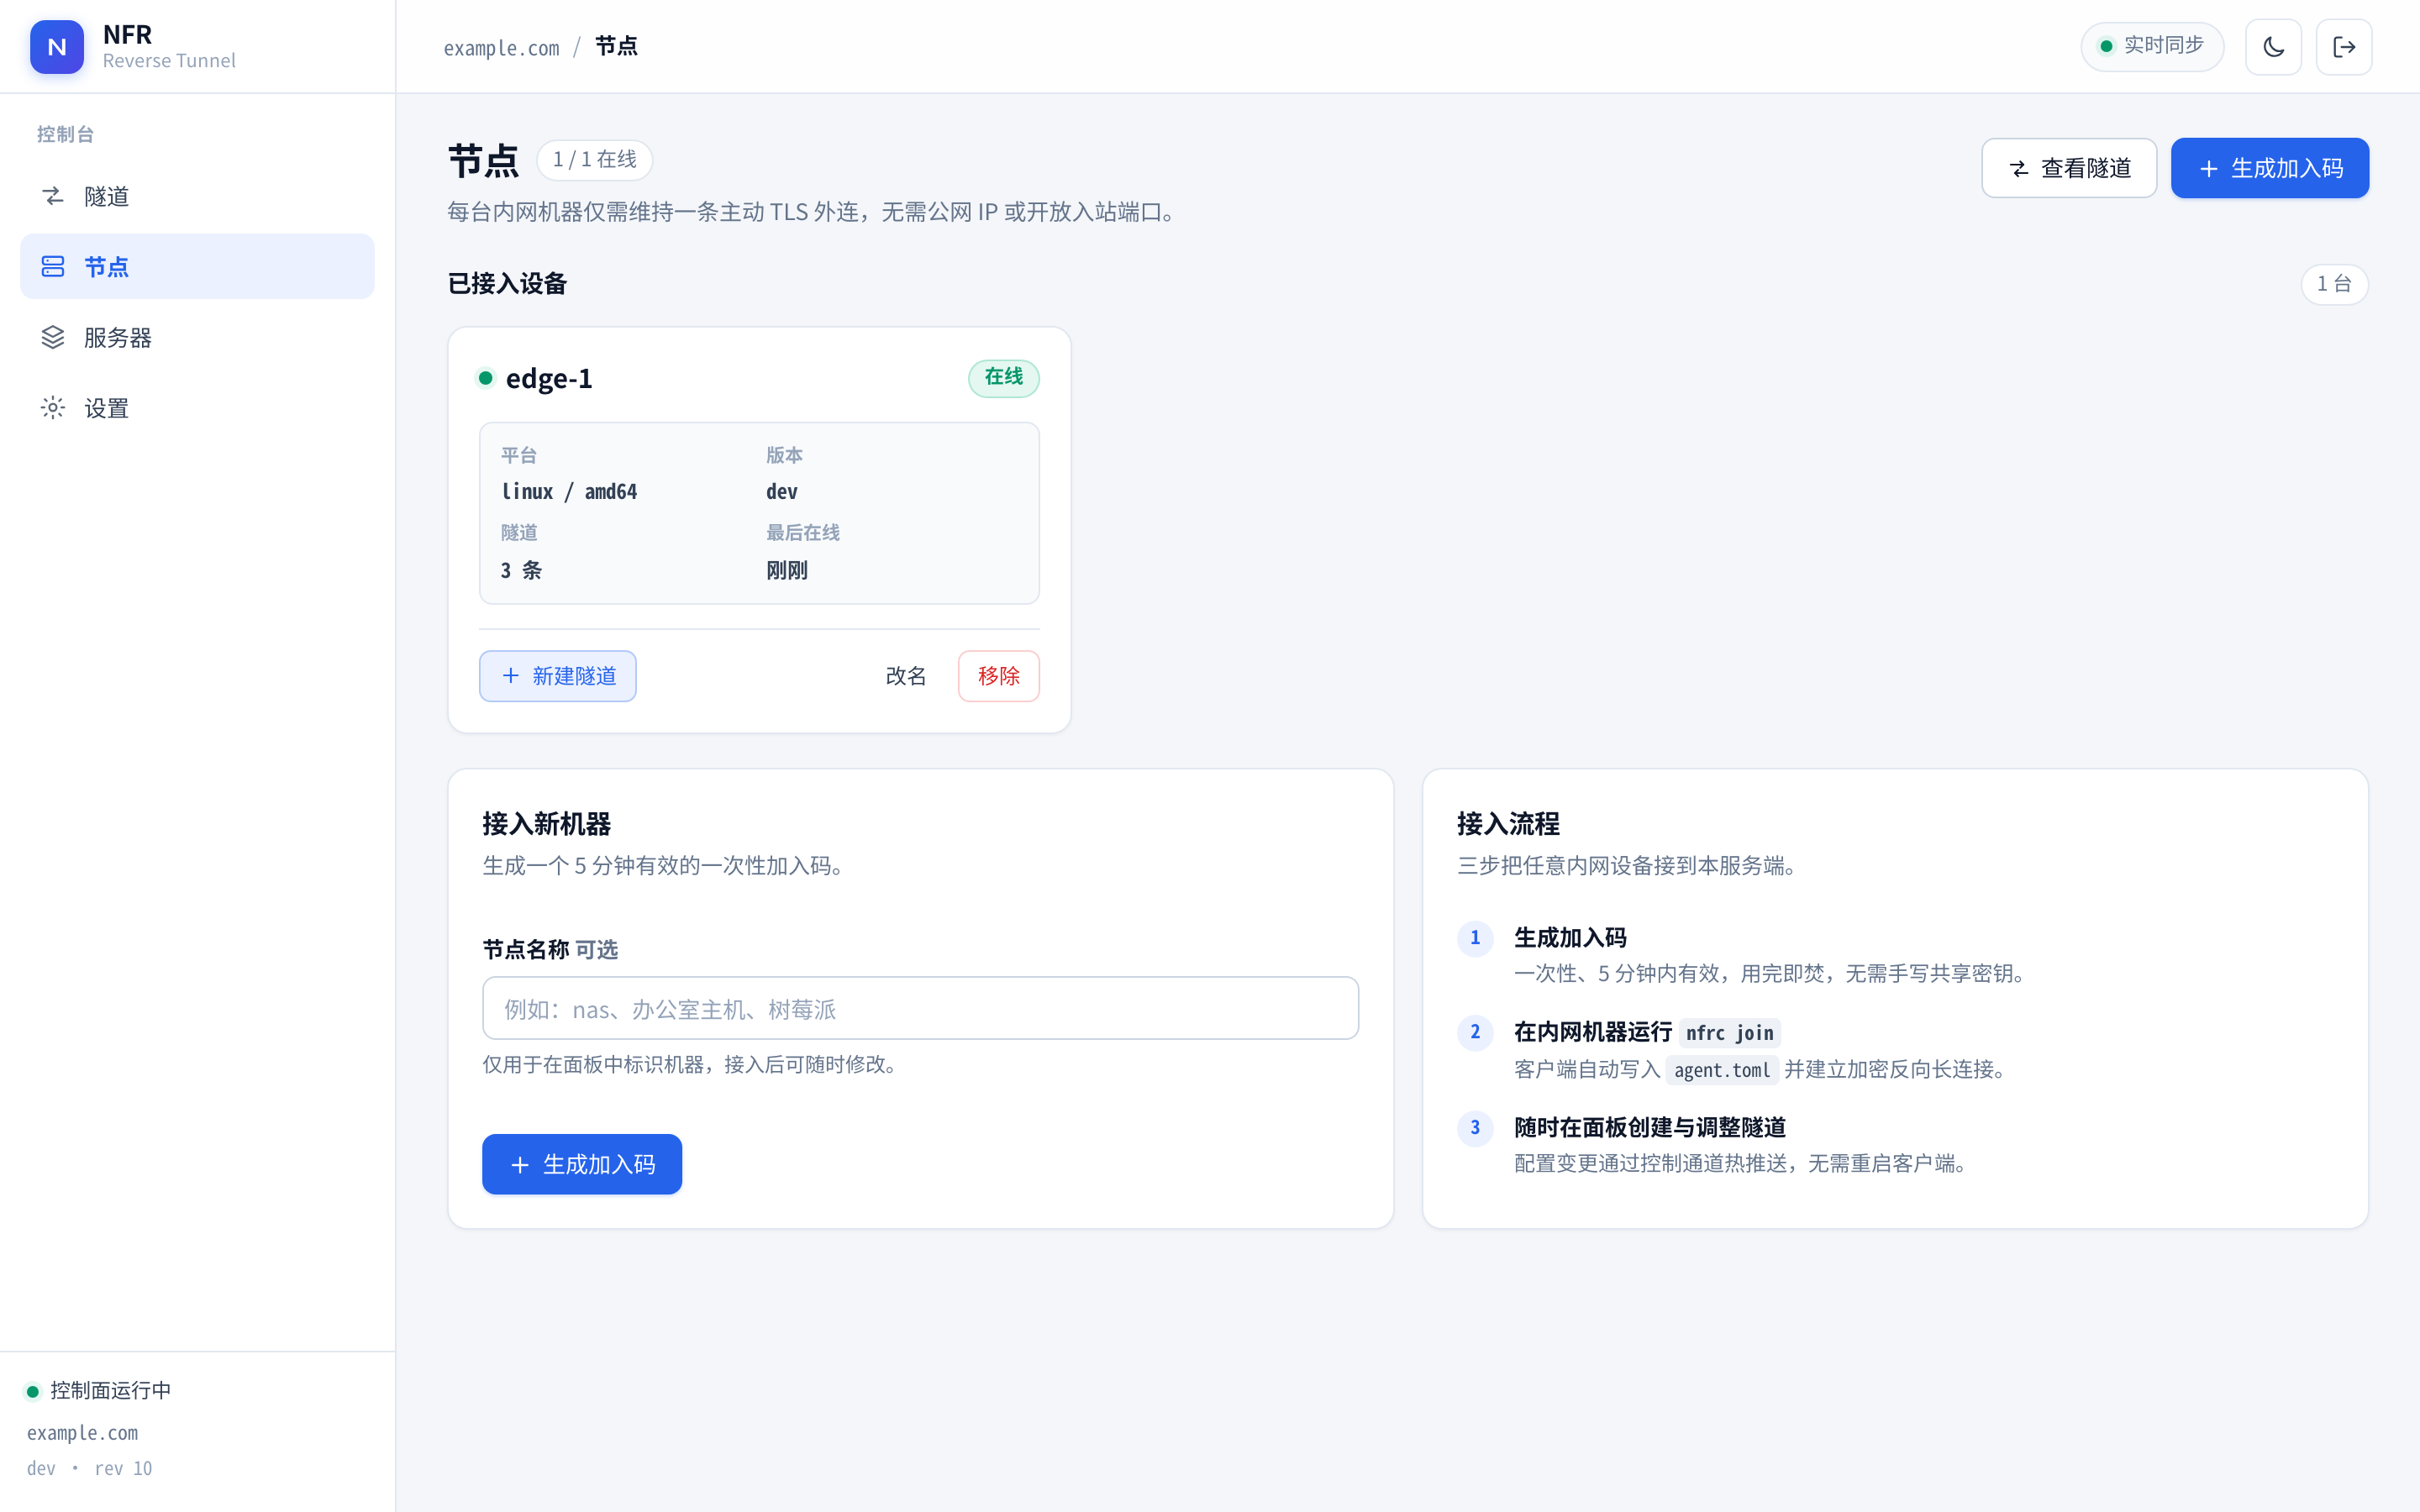 N
NFR
Reverse Tunnel
example.com / 节点
实时同步
控制台
隧道
节点
服务器
设置
节点
1 / 1 在线
每台内网机器仅需维持一条主动 TLS 外连，无需公网 IP 或开放入站端口。
查看隧道
生成加入码
已接入设备
1 台
edge-1
在线
平台
版本
linux / amd64
dev
隧道
最后在线
3 条
刚刚
新建隧道
改名
移除
接入新机器
生成一个 5 分钟有效的一次性加入码。
节点名称 可选
例如：nas、办公室主机、树莓派
仅用于在面板中标识机器，接入后可随时修改。
生成加入码
接入流程
三步把任意内网设备接到本服务端。
1
生成加入码
一次性、5 分钟内有效，用完即焚，无需手写共享密钥。
2
在内网机器运行 nfrc join
客户端自动写入 agent.toml 并建立加密反向长连接。
3
随时在面板创建与调整隧道
配置变更通过控制通道热推送，无需重启客户端。
控制面运行中
example.com
dev · rev 10